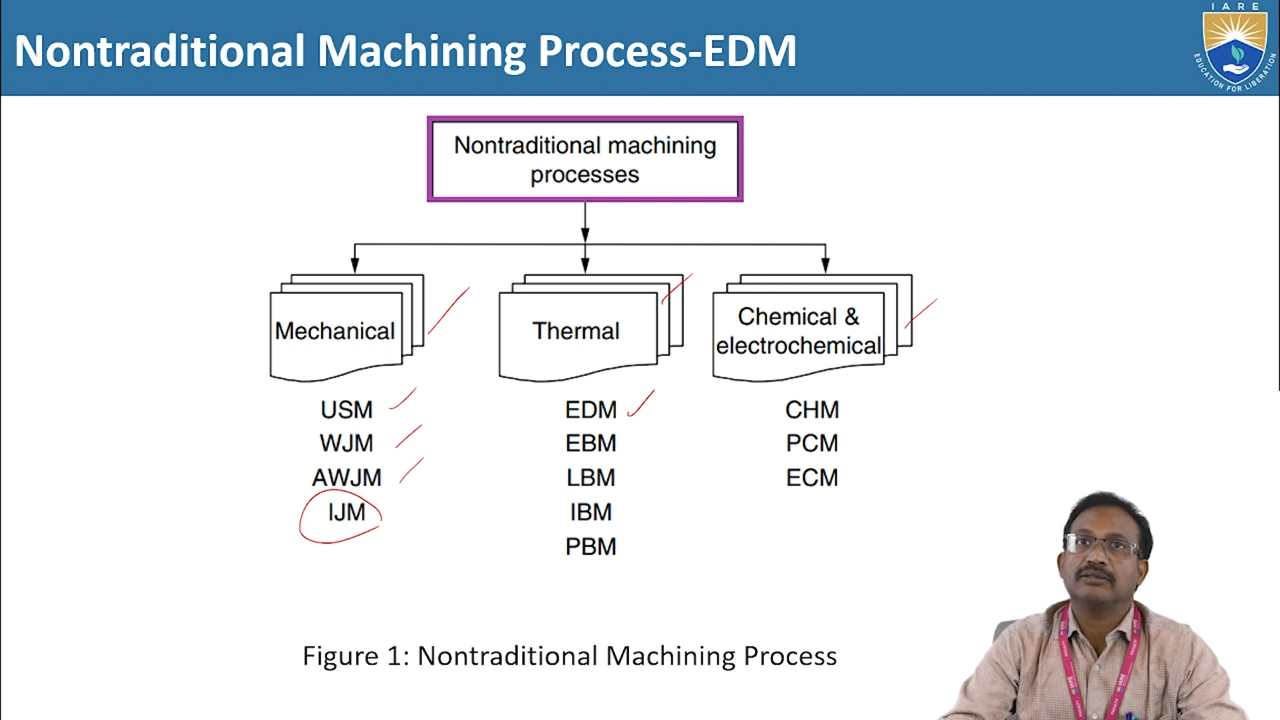 IARE
EDUCATION FOR LIBERATION
Nontraditional Machining Process-EDM
Nontraditional machining
processes
Mechanical
Thermal
Chemical &
electrochemical
USM
WJM
AWJM
IJM
EDM
EBM
LBM
IBM
PBM
CHM
PCM
ECM
Figure 1: Nontraditional Machining Process